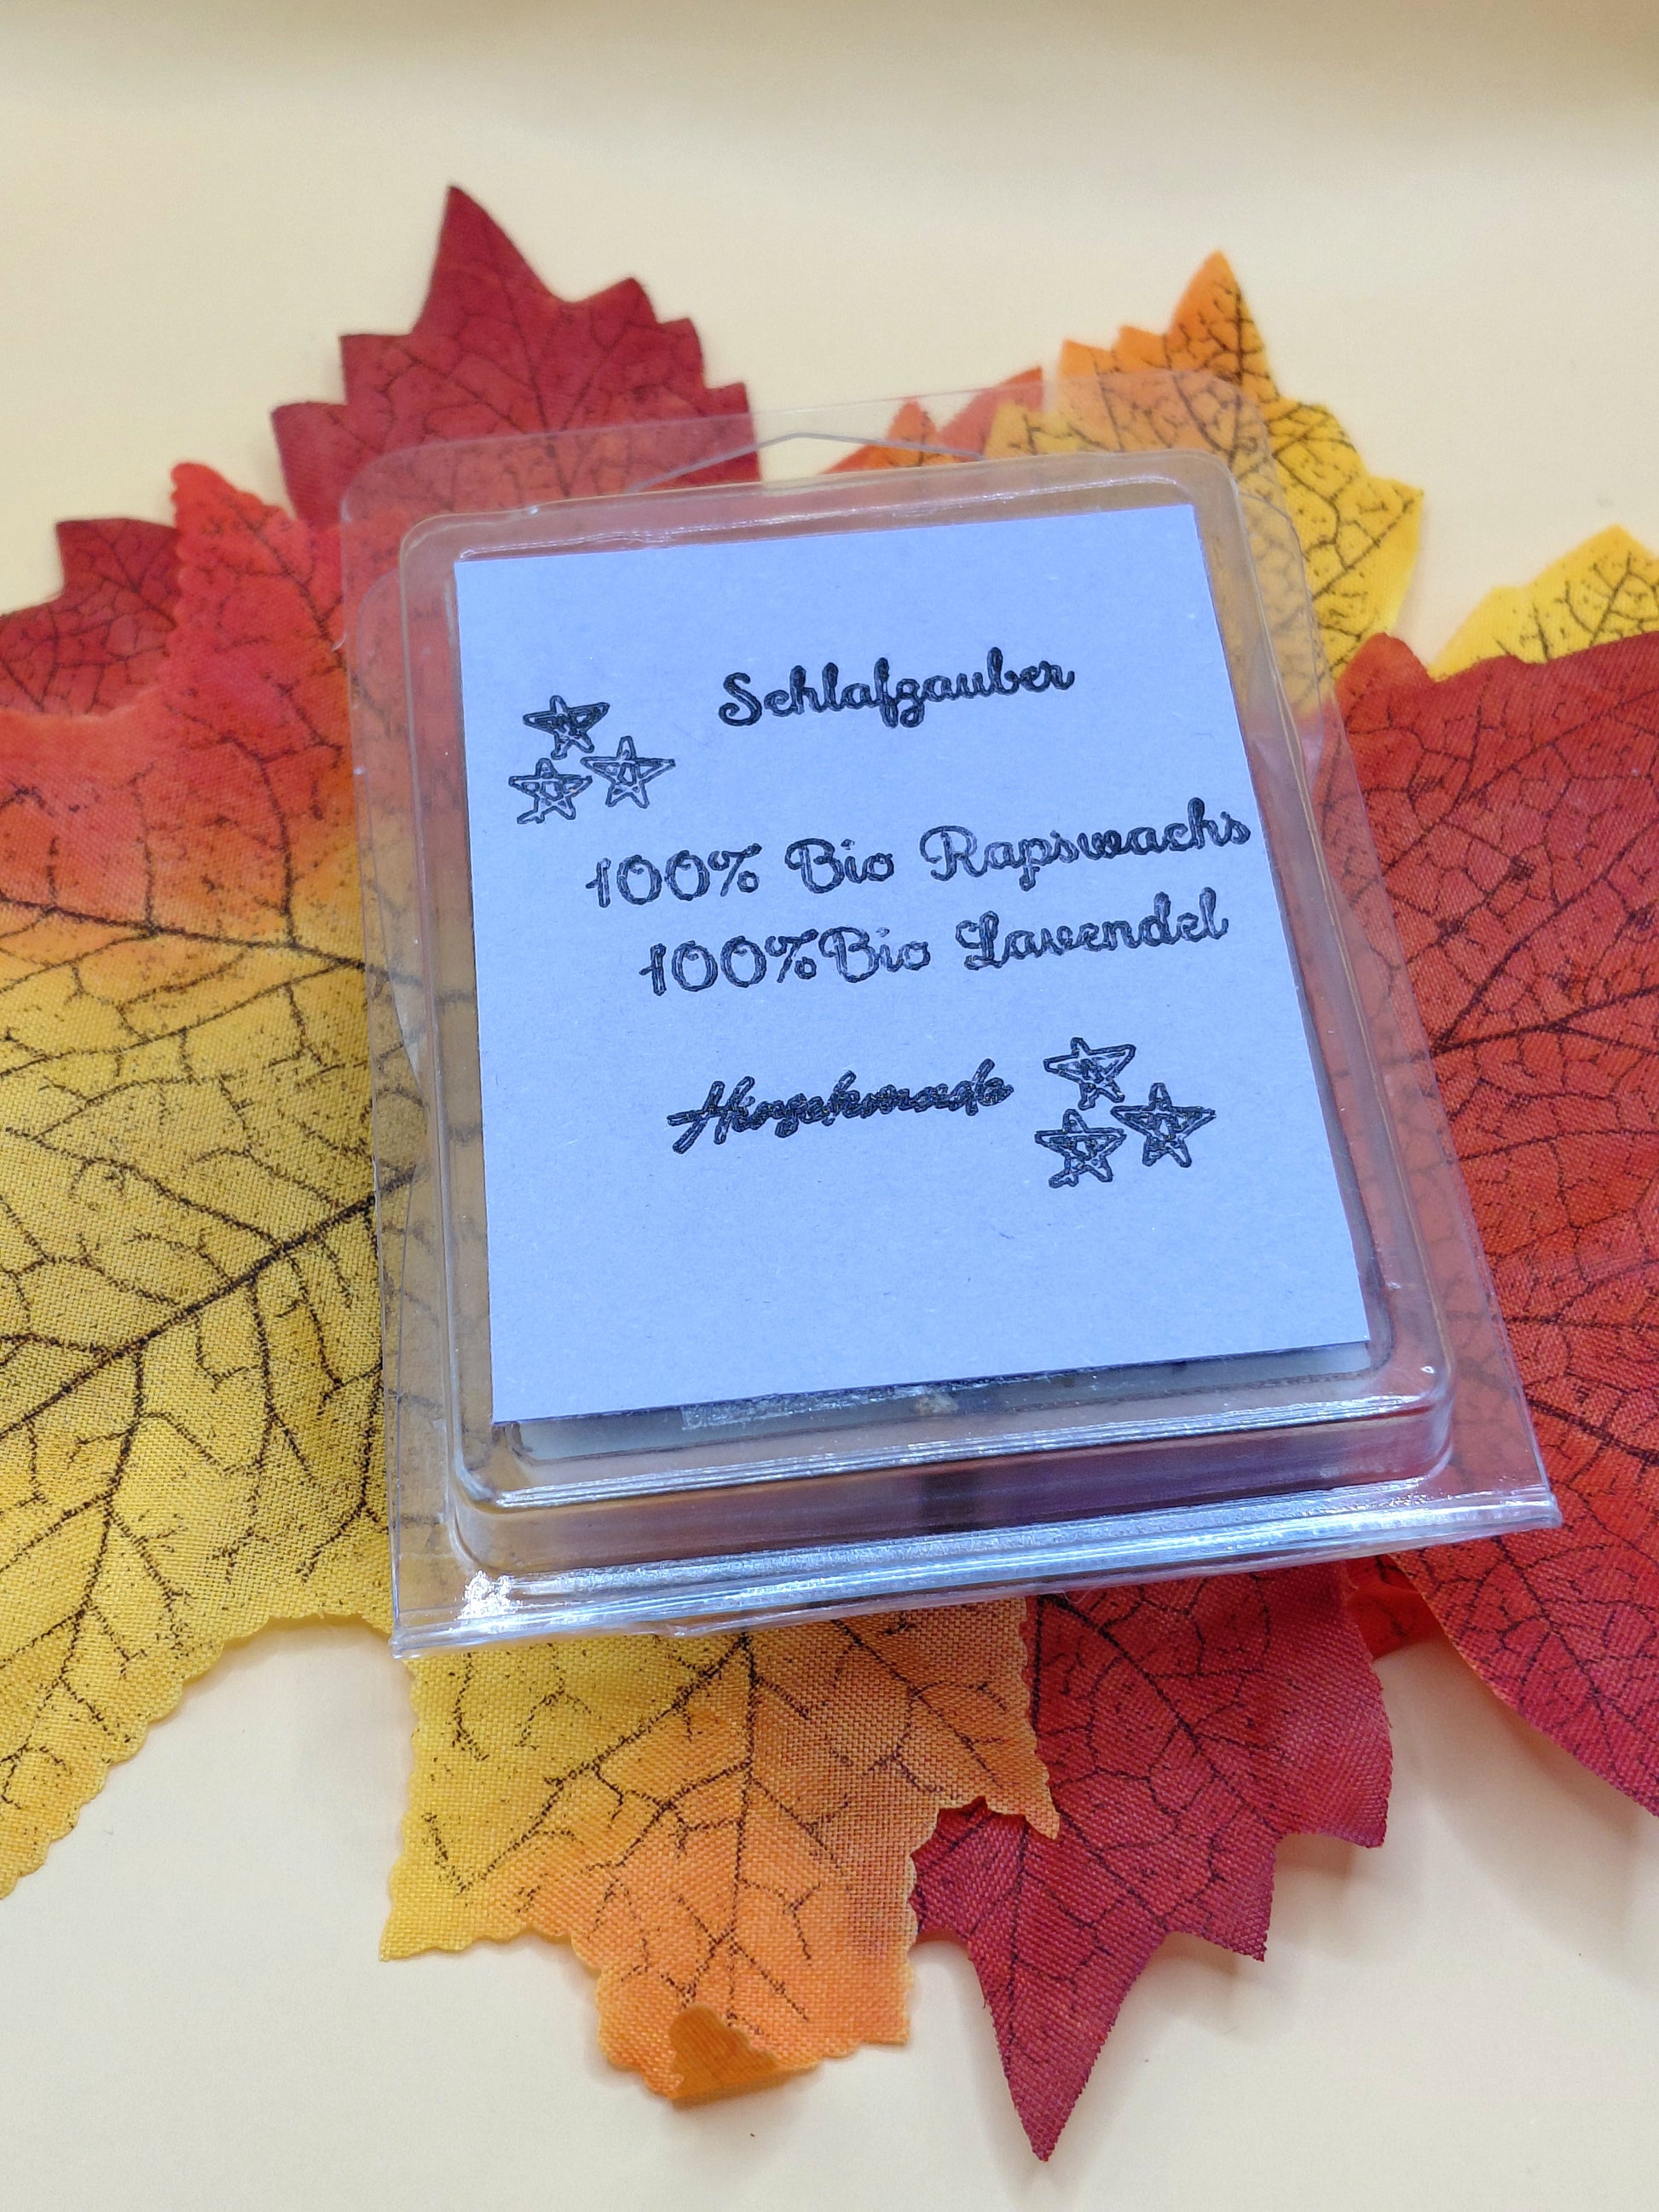 Schlafzauber
100% Bio Rapswachs
100%Bio Lavendel